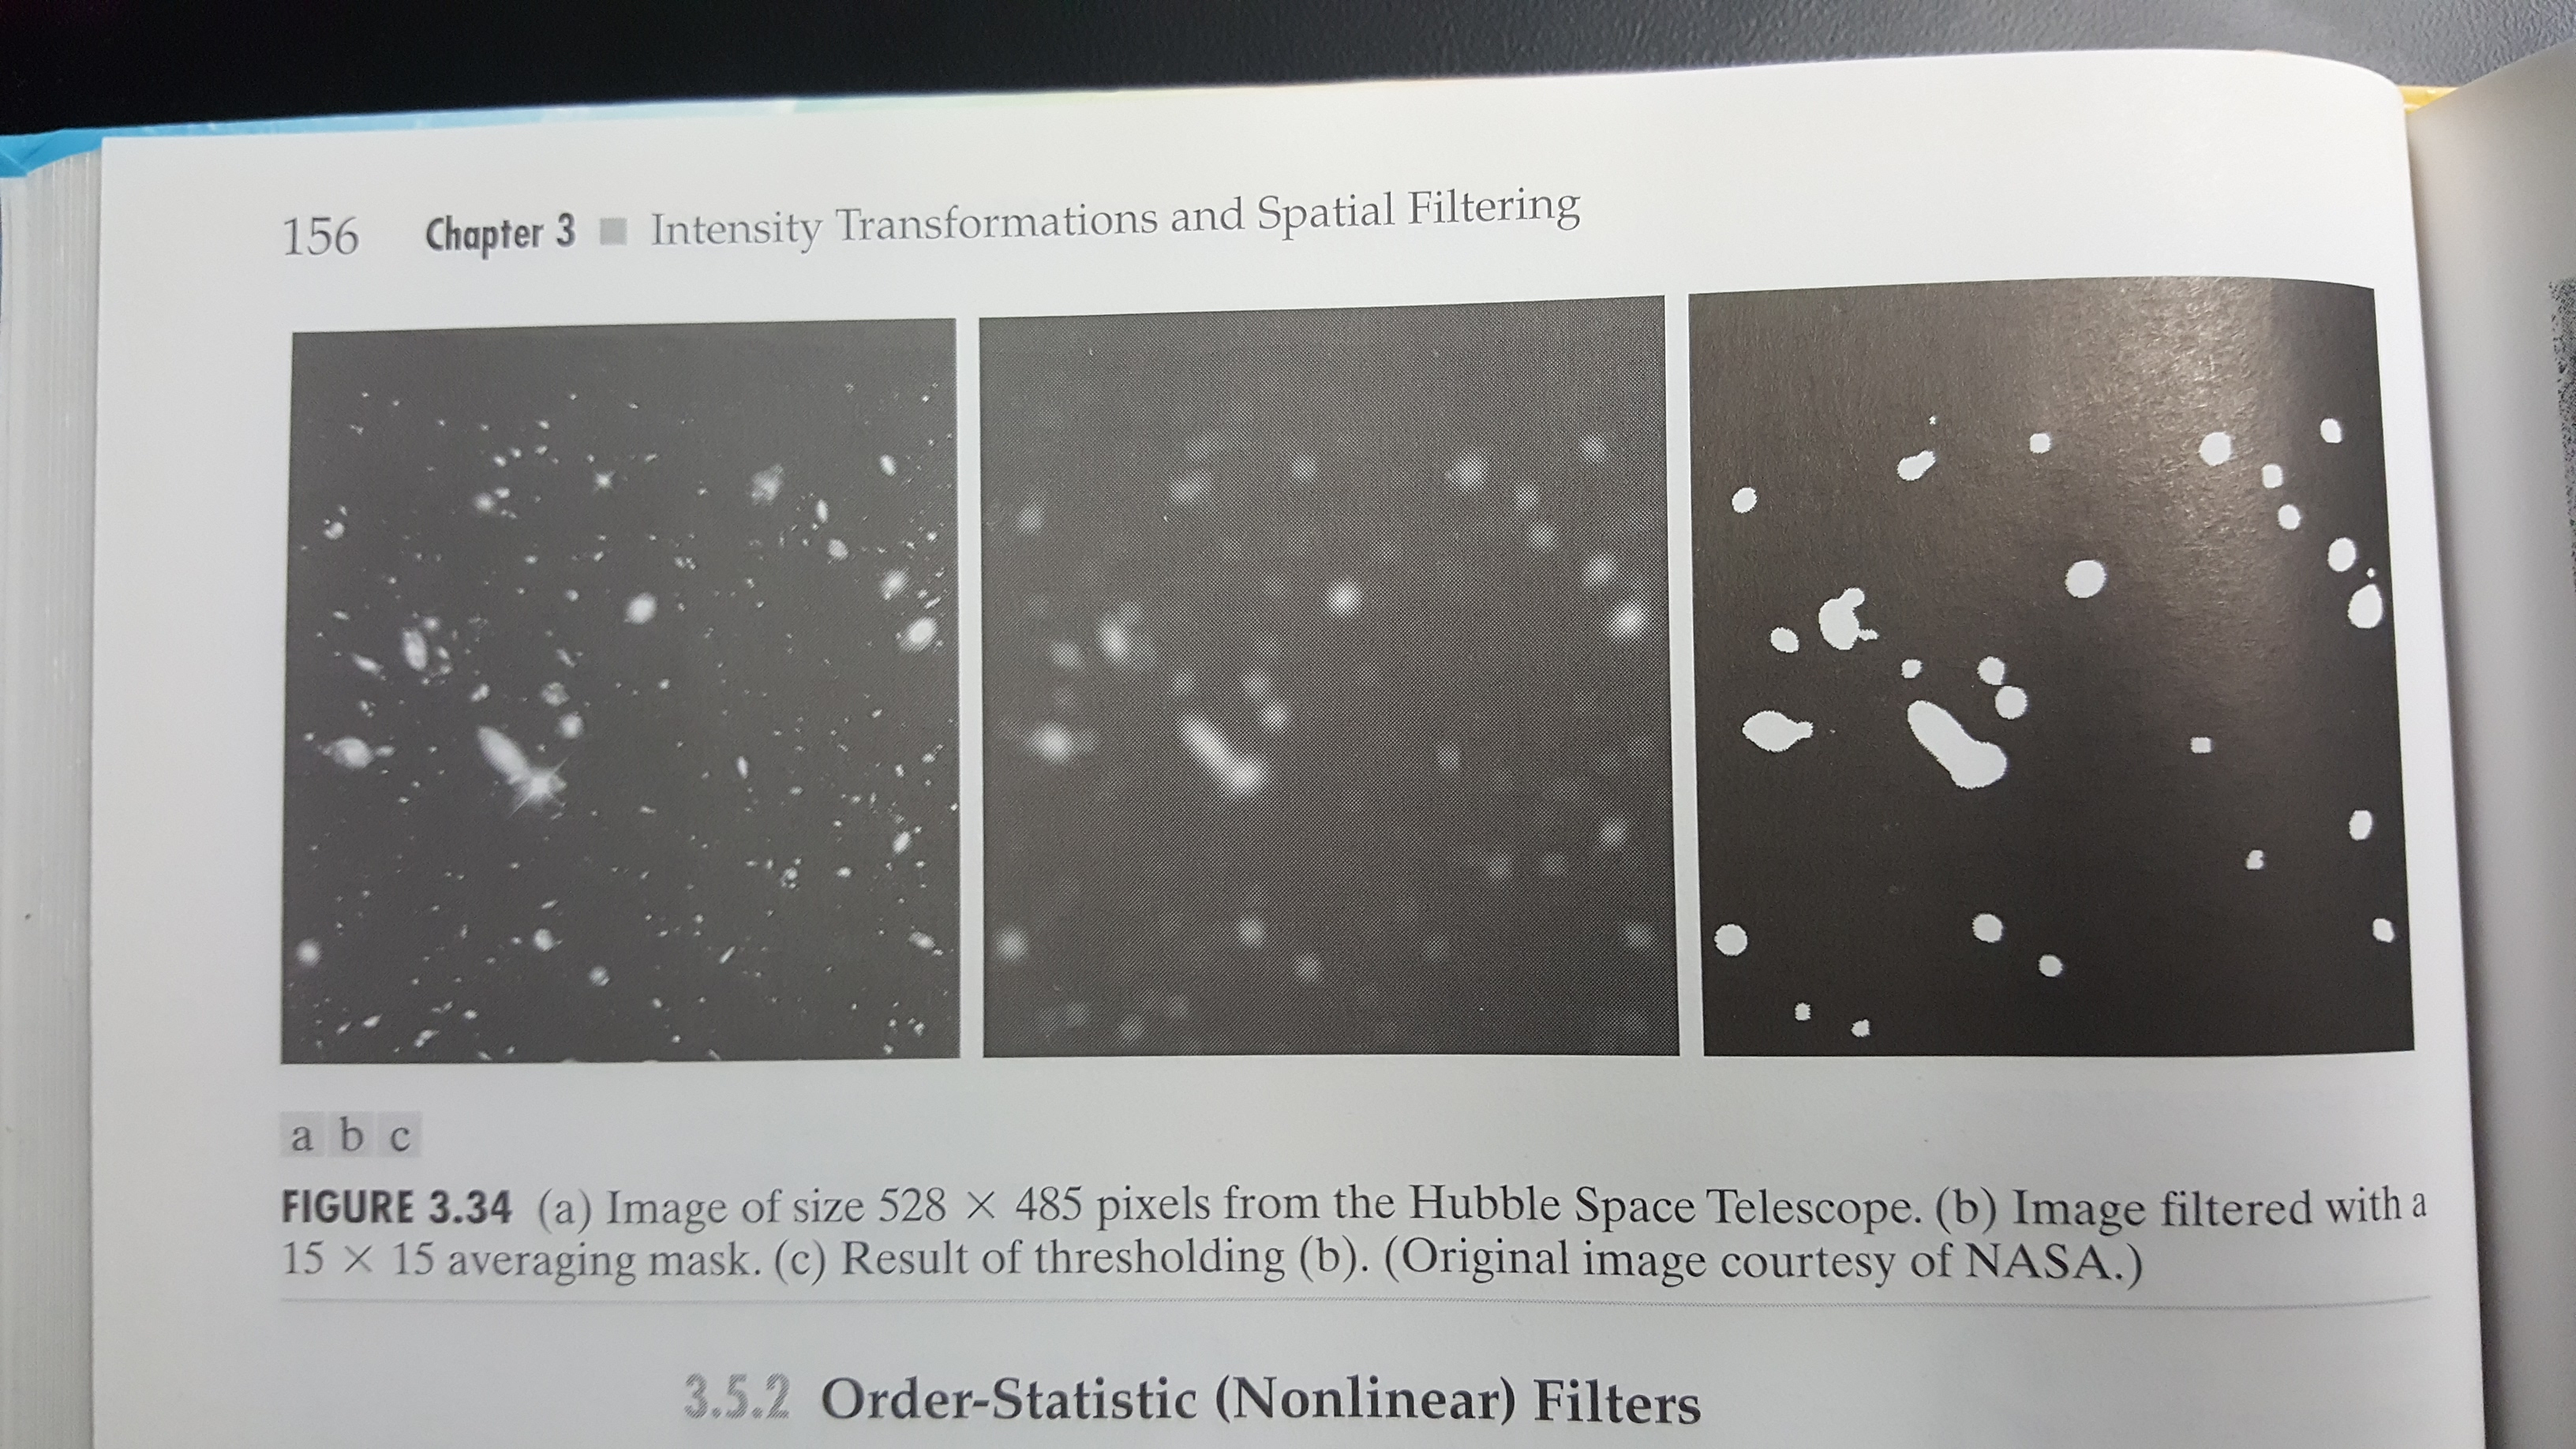 156 Chapter 3 ■ Intensity Transformations and Spatial Filtering
a b c
FIGURE 3.34 (a) Image of size 528 × 485 pixels from the Hubble Space Telescope. (b) Image filtered with a
15 × 15 averaging mask. (c) Result of thresholding (b). (Original image courtesy of NASA.)
3.5.2 Order-Statistic (Nonlinear) Filters